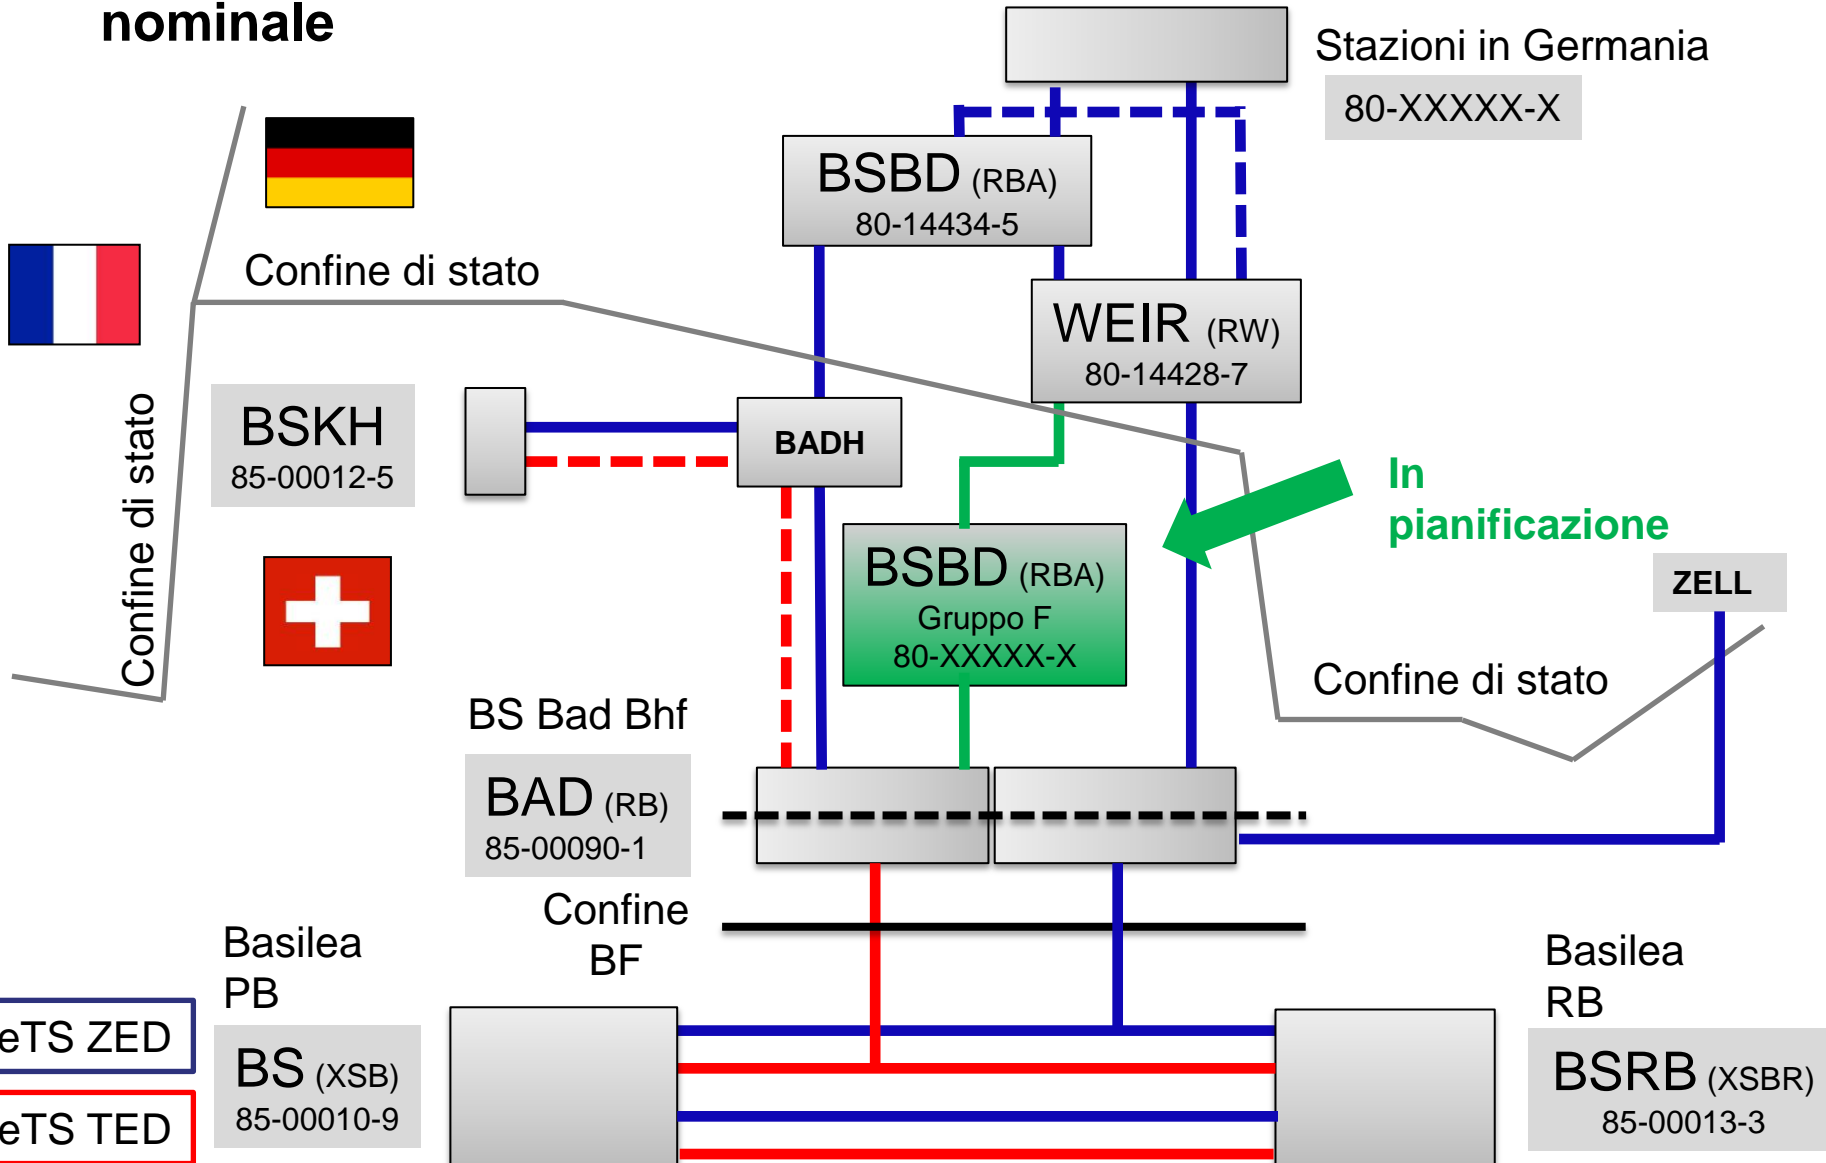 nominale
Stazioni in Germania
80-XXXXX-X
BSBD (RBA)
80-14434-5
Confine di stato
WEIR (RW)
80-14428-7
Confine di stato
BSKH
85-00012-5
BADH
In
pianificazione
BSBD (RBA)
Gruppo F
80-XXXXX-X
ZELL
Confine di stato
BS Bad Bhf
BAD (RB)
85-00090-1
Confine
BF
Basilea
PB
Basilea
RB
eTS ZED
BS (XSB)
85-00010-9
eTS TED
BSRB (XSBR)
85-00013-3